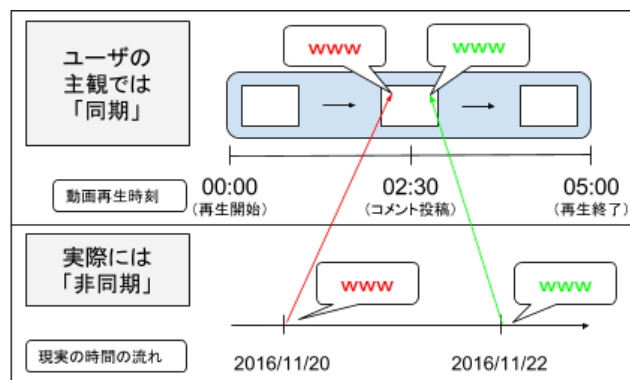 ユーザの
主観では
「同期」
www
www
動画再生時刻
00:00
(再生開始)
02:30
(コメント投稿)
05:00
(再生終了)
実際には
「非同期」
www
www
現実の時間の流れ
2016/11/20
2016/11/22